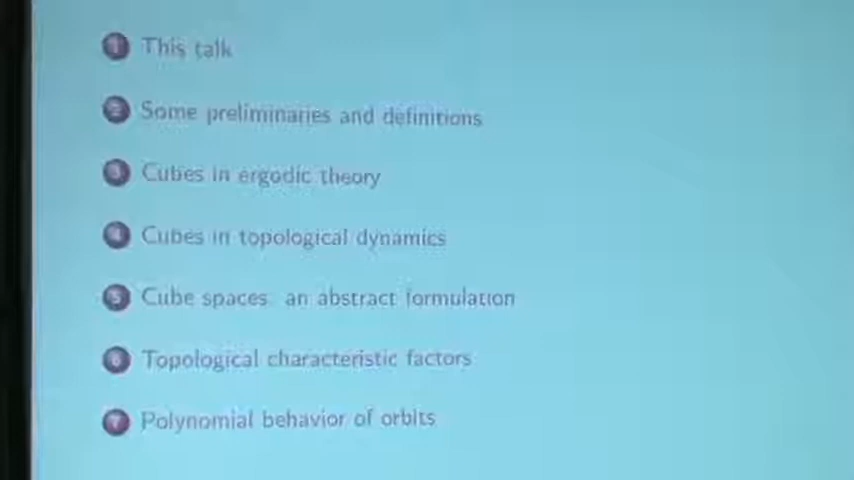 1 This talk
2 Some preliminaries and definitions
3 Cubes in ergodic theory
4 Cubes in topological dynamics
5 Cube spaces: an abstract formulation
6 Topological characteristic factors
7 Polynomial behavior of orbits